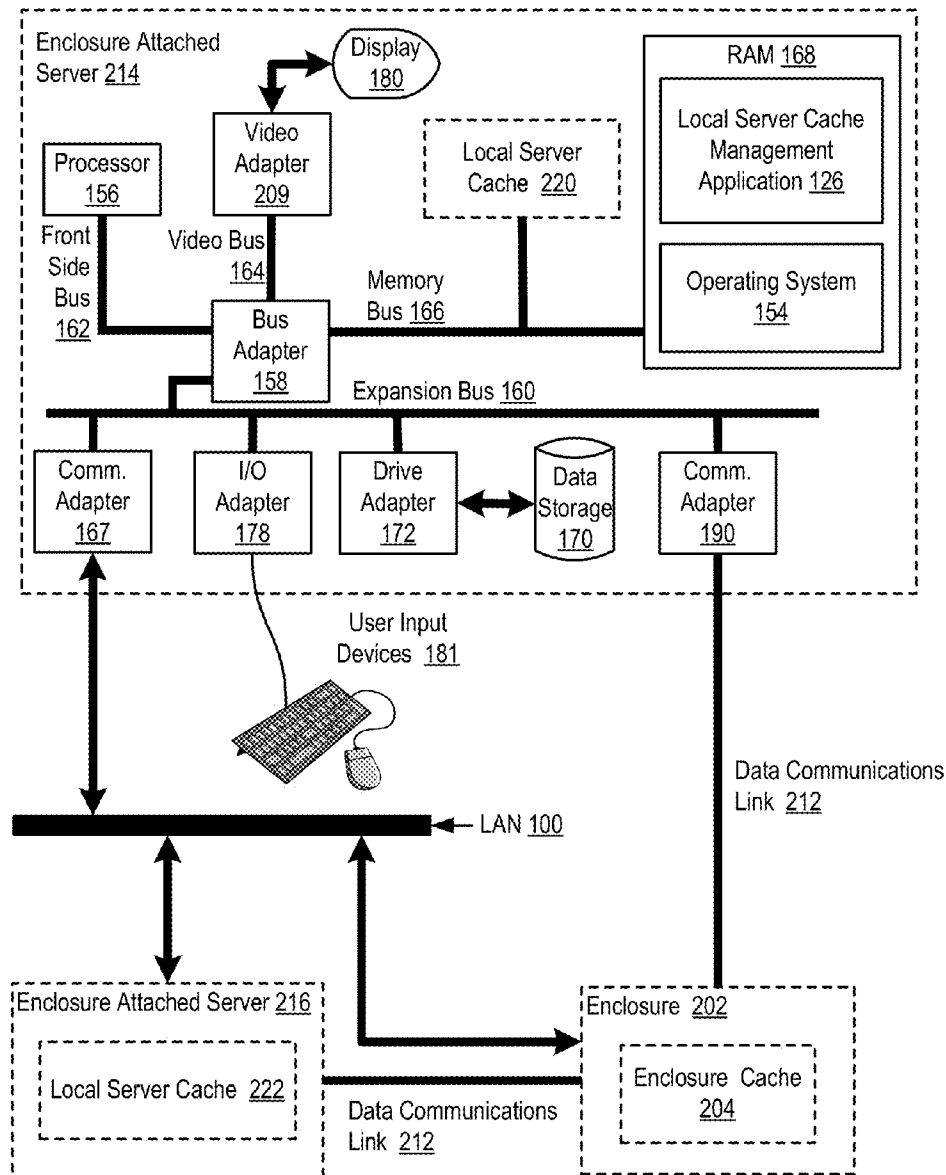 Enclosure Attached
Server 214
Display
180
RAM 168
Local Server Cache
Management
Application 126
Operating System
154
Video
Adapter
209
Local Server
Cache 220
Processor
156
Front
Side
Bus
162
Video Bus
164
Memory
Bus 166
Bus
Adapter
158
Expansion Bus 160
Comm.
Adapter
167
I/O
Adapter
178
Drive
Adapter
172
Data
Storage
170
Comm.
Adapter
190
User Input
Devices 181
Data Communications
Link 212
LAN 100
Enclosure Attached Server 216
Local Server Cache 222
Data Communications
Link 212
Enclosure 202
Enclosure Cache
204